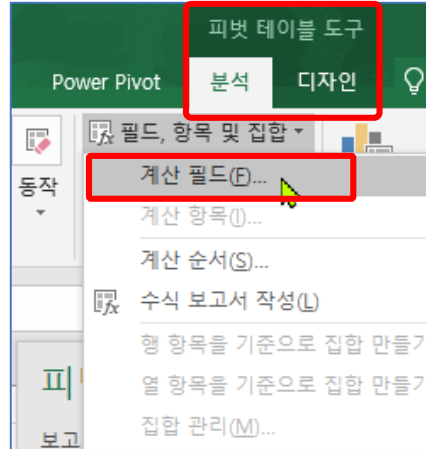 피벗 테이블 도구
Power Pivot 분석 디자인
필드, 항목 및 집합
동작
계산 필드(F)...
계산 항목(I)...
계산 순서(S)...
수식 보고서 작성(L)
행 항목을 기준으로 집합 만들기
열 항목을 기준으로 집합 만들기
집합 관리(M)...
피
보고